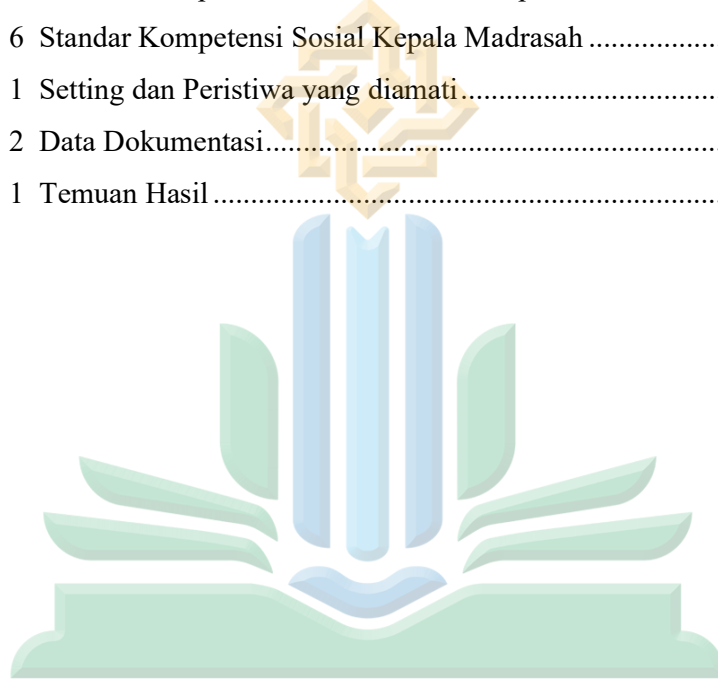 6 Standar Kompetensi Sosial Kepala Madrasah ..................
1 Setting dan Peristiwa yang diamati ....................................
2 Data Dokumentasi ..............................................................
1 Temuan Hasil .....................................................................